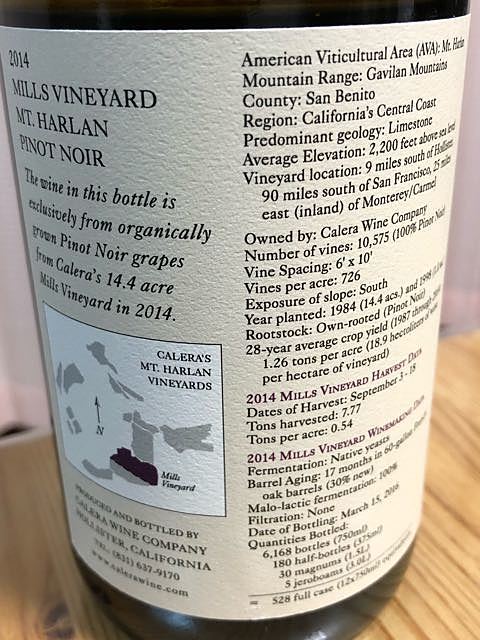 2014
MILLS VINEYARD
MT. HARLAN
PINOT NOIR
The wine in this bottle is
exclusively from organically
grown Pinot Noir grapes
from Calera's 14.4 acre
Mills Vineyard in 2014.
CALERA'S
MT. HARLAN
VINEYARDS
N
Mills
Vineyard
PRODUCED AND BOTTLED BY
CALERA WINE COMPANY
HOLLISTER, CALIFORNIA
TEL: (831) 637-9170
www.calerawine.com
American Viticultural Area (AVA): Mt. Harlan
Mountain Range: Gavilan Mountains
County: San Benito
Region: California's Central Coast
Predominant geology: Limestone
Average Elevation: 2,200 feet above sea level
Vineyard location: 9 miles south of Hollister,
90 miles south of San Francisco, 25 miles
east (inland) of Monterey/Carmel
Owned by: Calera Wine Company
Number of vines: 10,575 (100% Pinot Noir)
Vine Spacing: 6' x 10'
Vines per acre: 726
Exposure of slope: South
Year planted: 1984 (14.4 acs.) and 1998
Rootstock: Own-rooted (Pinot Noir)
28-year average crop yield (1987 through
1.26 tons per acre (18.9 hectoliters of
per hectare of vineyard)
2014 MILLS VINEYARD HARVEST DATA
Dates of Harvest: September 3 - 18
Tons harvested: 7.77
Tons per acre: 0.54
2014 MILLS VINEYARD WINEMAKING DATA
Fermentation: Native yeasts
Barrel Aging: 17 months in 60-gallon French
oak barrels (30% new)
Malo-lactic fermentation: 100%
Filtration: None
Date of Bottling: March 15, 2016
Quantities Bottled:
6,168 bottles (750ml)
180 half-bottles (375ml)
30 magnums (1.5L)
5 jeroboams (3.0L)
= 528 full case (12x750ml) equivalents